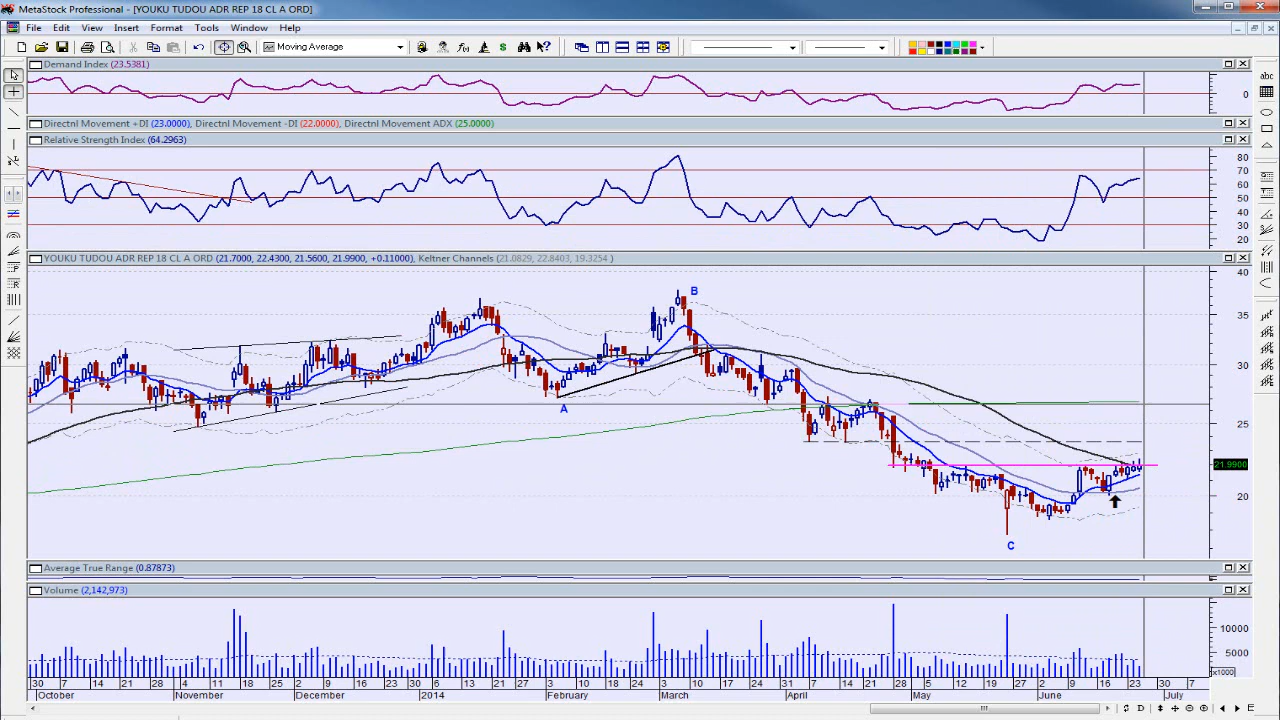 MetaStock Professional - [YOUKU TUDOU ADR REP 18 CL A ORD]
File Edit View Insert Format Tools Window Help
Moving Average
abc
Demand Index (23.5381)
0
Directnl Movement +DI (23.0000), Directnl Movement -DI (22.0000), Directnl Movement ADX (25.0000)
Relative Strength Index (64.2963)
80
70
60
50
40
30
20
YOUKU TUDOU ADR REP 18 CL A ORD (21.7000, 22.4300, 21.5600, 21.9900, +0.11000), Keltner Channels (21.0829, 22.8403, 19.3254 )
40
B
35
30
A
25
21.9900
20
C
Average True Range (0.87873)
Volume (2,142,973)
10000
5000
x1000
30 7 14 21 28 4 11 18 25 2 9 16 23 30 6 13 21 27 3 10 18 24 3 10 17 24 31 7 14 21 28 5 12 19 27 2 9 16 23 30 7
October November December 2014 February March April May June July
D E